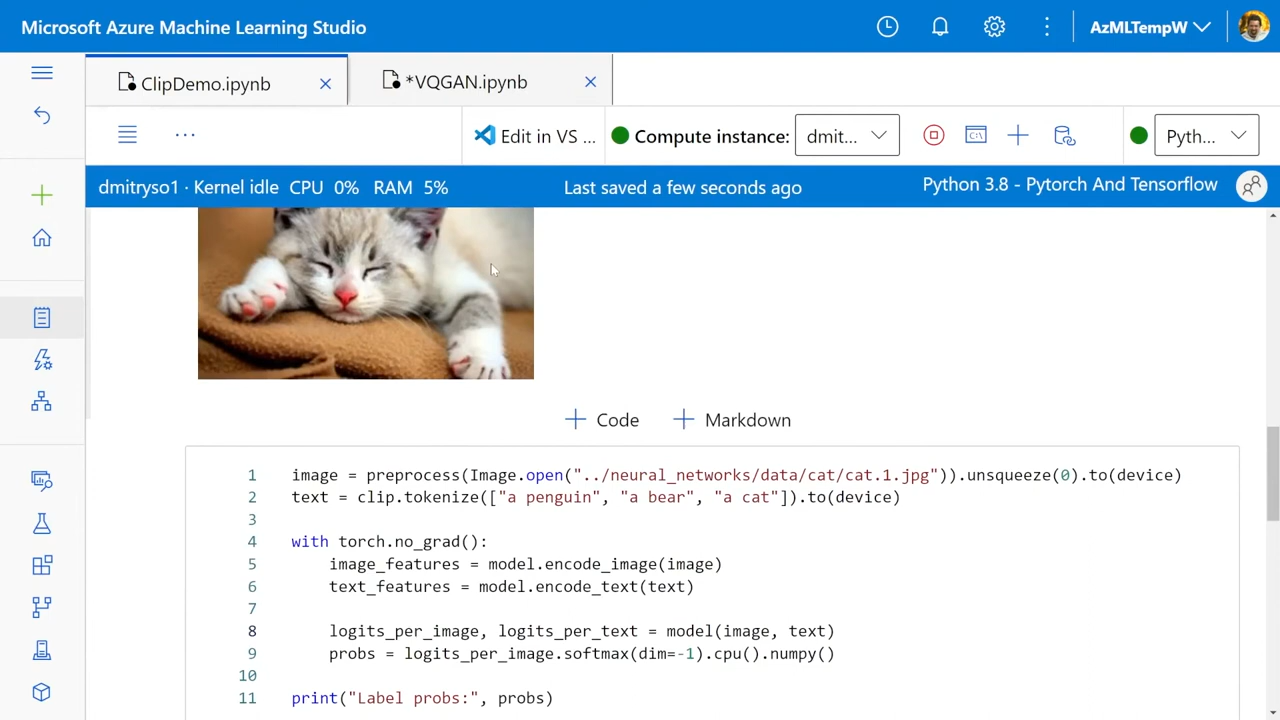 Microsoft Azure Machine Learning Studio
AzMLTempW
ClipDemo.ipynb
*VQGAN.ipynb
Edit in VS ...
Compute instance:
dmit...
C:\
Pyth...
dmitryso1 · Kernel idle CPU 0% RAM 5%
Last saved a few seconds ago
Python 3.8 - Pytorch And Tensorflow
+ Code + Markdown
1 image = preprocess(Image.open("../neural_networks/data/cat/cat.1.jpg")).unsqueeze(0).to(device)
2 text = clip.tokenize(["a penguin", "a bear", "a cat"]).to(device)
3
4 with torch.no_grad():
5 image_features = model.encode_image(image)
6 text_features = model.encode_text(text)
7
8 logits_per_image, logits_per_text = model(image, text)
9 probs = logits_per_image.softmax(dim=-1).cpu().numpy()
10
11 print("Label probs:", probs)